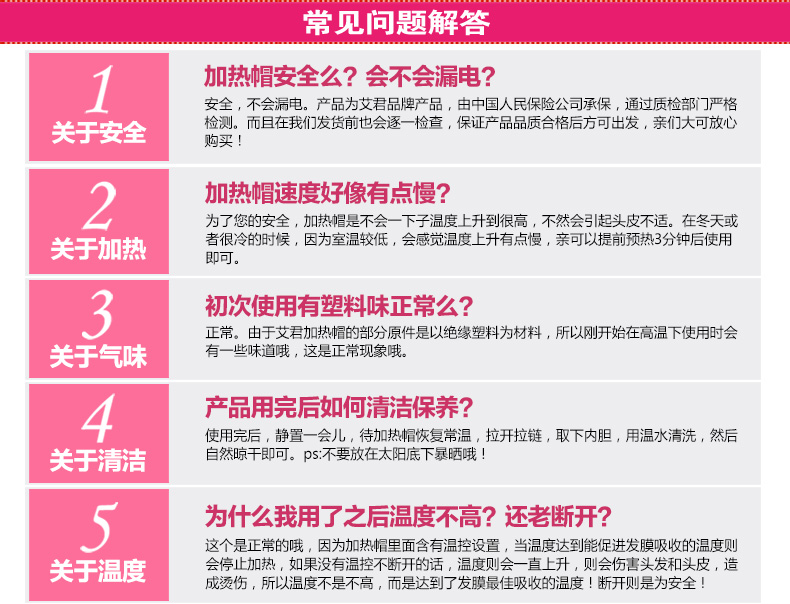 常见问题解答
1
关于安全
加热帽安全么？会不会漏电？
安全，不会漏电。产品为艾君品牌产品，由中国人民保险公司承保，通过质检部门严格
检测。而且在我们发货前也会逐一检查，保证产品品质合格后方可出发，亲们大可放心
购买！
2
关于加热
加热帽速度好像有点慢？
为了您的安全，加热帽是不会一下子温度上升到很高，不然会引起头皮不适。在冬天或
者很冷的时候，因为室温较低，会感觉温度上升有点慢，亲可以提前预热3分钟后使用
即可。
3
关于气味
初次使用有塑料味正常么？
正常。由于艾君加热帽的部分原件是以绝缘塑料为材料，所以刚开始在高温下使用时会
有一些味道哦，这是正常现象哦。
4
关于清洁
产品用完后如何清洁保养？
使用完后，静置一会儿，待加热帽恢复常温，拉开拉链，取下内胆，用温水清洗，然后
自然晾干即可。ps:不要放在太阳底下暴晒哦！
5
关于温度
为什么我用了之后温度不高？还老断开？
这个是正常的哦，因为加热帽里面含有温控设置，当温度达到能促进发膜吸收的温度则
会停止加热，如果没有温控不断开的话，温度则会一直上升，则会伤害头发和头皮，造
成烫伤，所以温度不是不高，而是达到了发膜最佳吸收的温度！断开则是为安全！